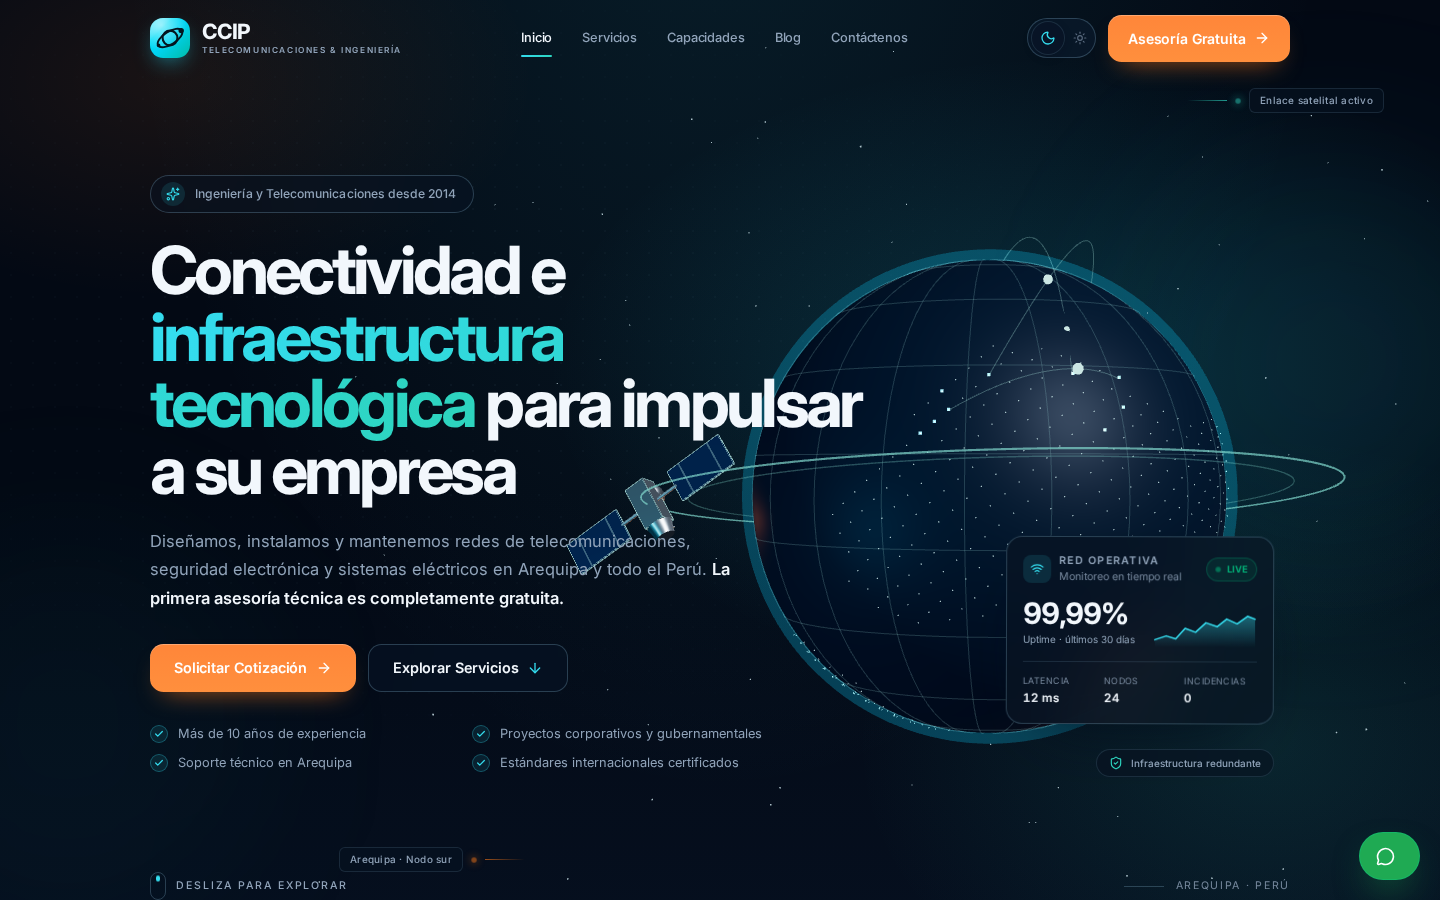 CCIP
TELECOMUNICACIONES & INGENIERÍA
Inicio
Servicios
Capacidades
Blog
Contáctenos
Asesoría Gratuita
Enlace satelital activo
Ingeniería y Telecomunicaciones desde 2014
Conectividad e
infraestructura
tecnológica para impulsar
a su empresa
Diseñamos, instalamos y mantenemos redes de telecomunicaciones,
seguridad electrónica y sistemas eléctricos en Arequipa y todo el Perú. La
primera asesoría técnica es completamente gratuita.
Solicitar Cotización
Explorar Servicios
Más de 10 años de experiencia
Proyectos corporativos y gubernamentales
Soporte técnico en Arequipa
Estándares internacionales certificados
RED OPERATIVA
Monitoreo en tiempo real
LIVE
99,99%
Uptime · últimos 30 días
LATENCIA
NODOS
INCIDENCIAS
12 ms
24
0
Infraestructura redundante
Arequipa · Nodo sur
DESLIZA PARA EXPLORAR
AREQUIPA · PERÚ